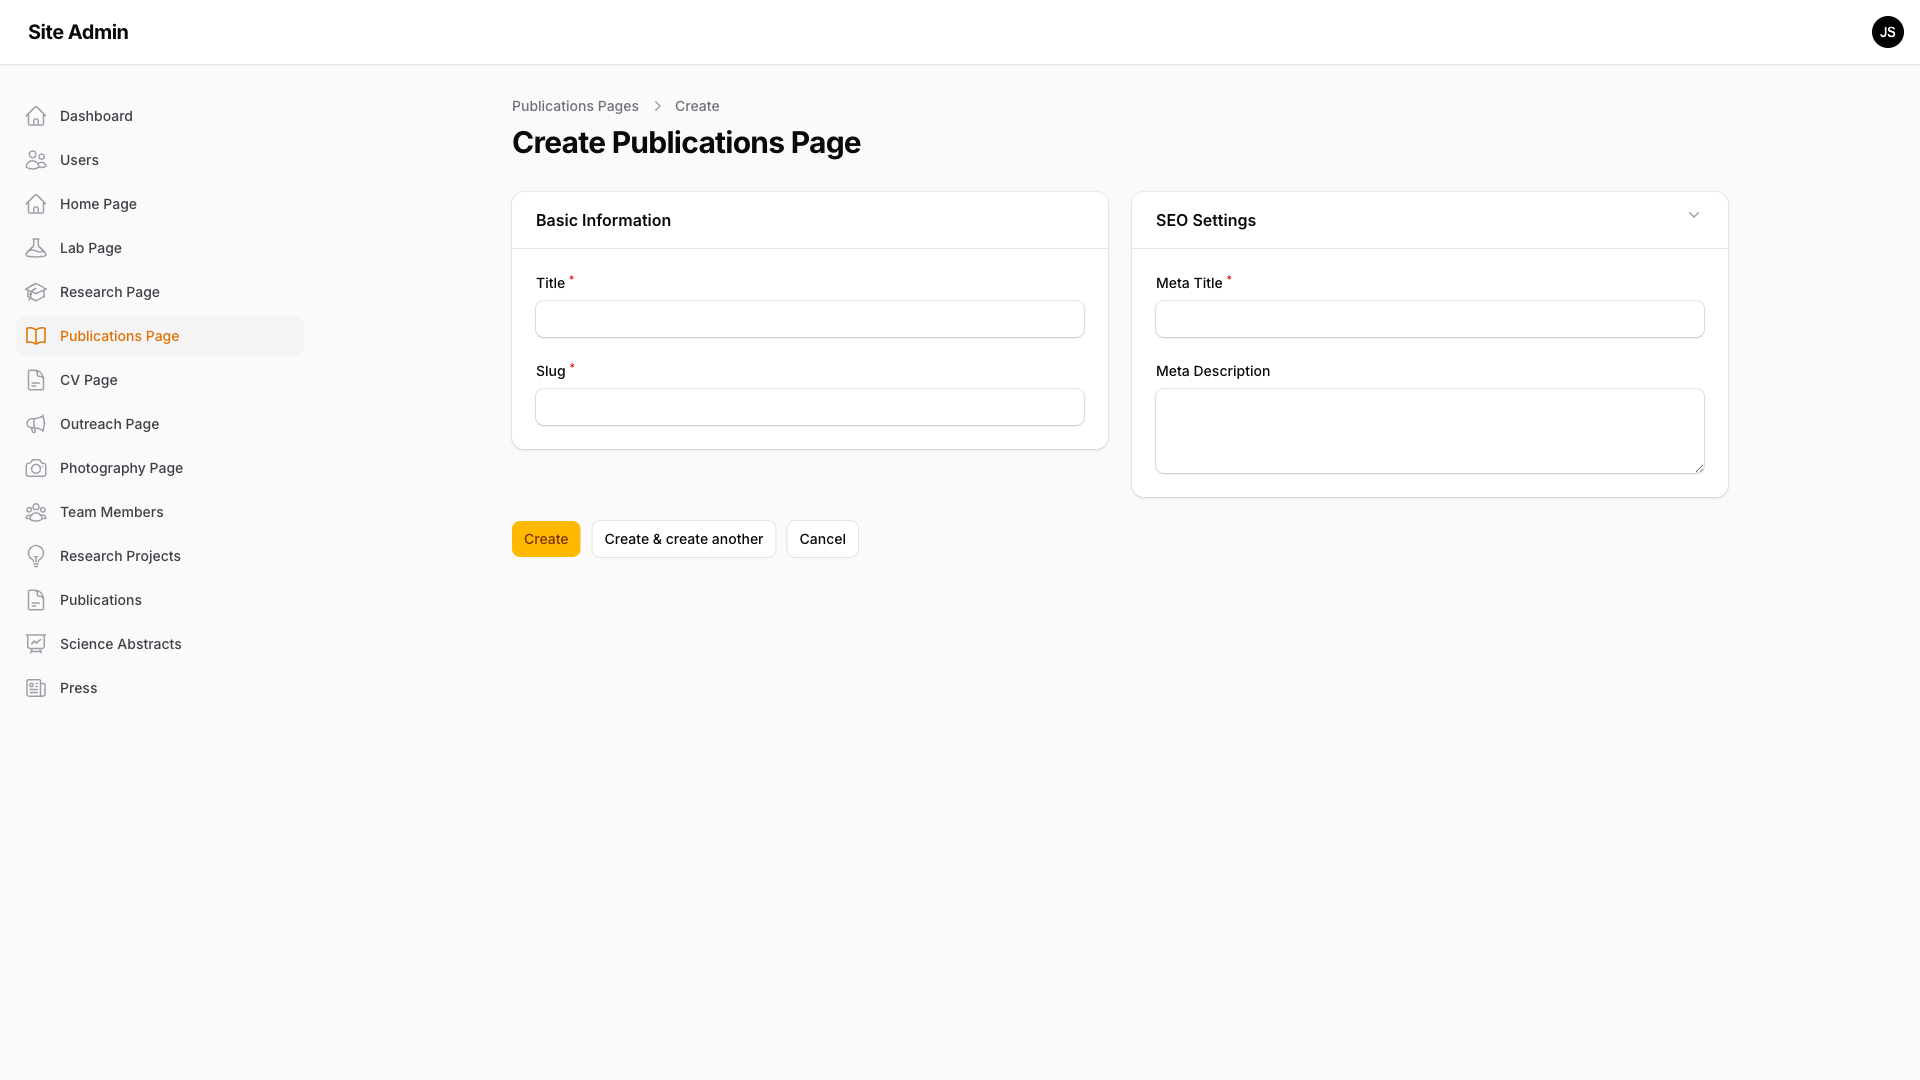 Site Admin
JS
Dashboard
Users
Home Page
Lab Page
Research Page
Publications Page
CV Page
Outreach Page
Photography Page
Team Members
Research Projects
Publications
Science Abstracts
Press
Publications Pages > Create
Create Publications Page
Basic Information
Title *
Slug *
SEO Settings
Meta Title *
Meta Description
Create
Create & create another
Cancel